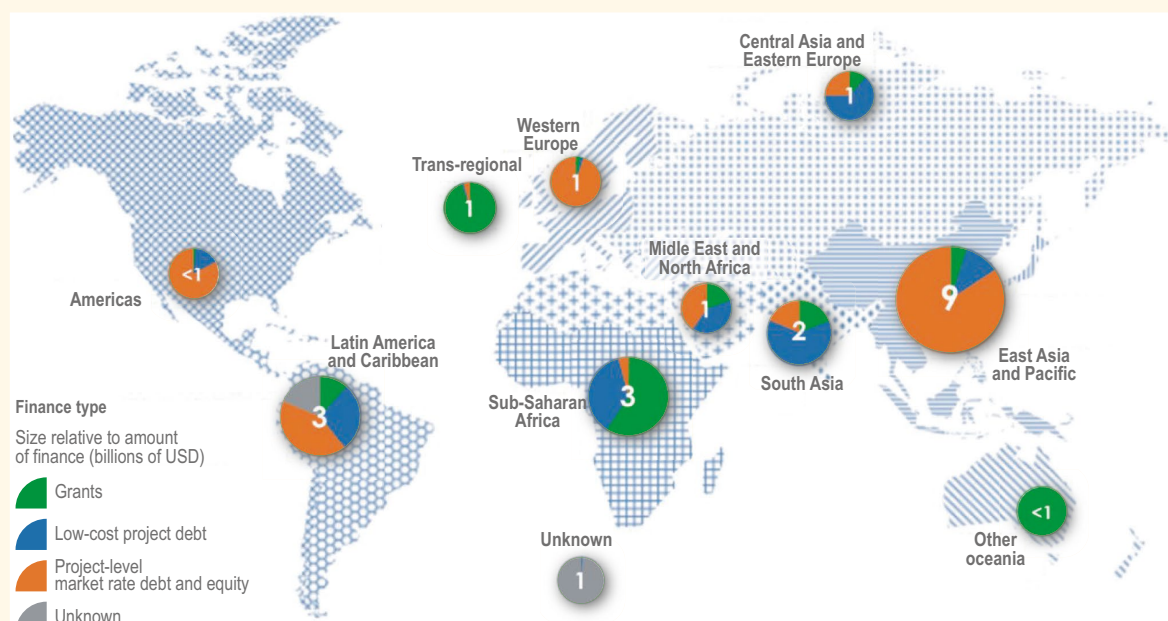 Central Asia and
Eastern Europe
1
Western
Europe
1
Trans-regional
1
Middle East and
North Africa
1
<1
Americas
9
East Asia
and Pacific
2
South Asia
Latin America
and Caribbean
3
Sub-Saharan
Africa
3
Finance type
Size relative to amount
of finance (billions of USD)
Grants
Low-cost project debt
Project-level
market rate debt and equity
Unknown
Unknown
1
<1
Other
oceania